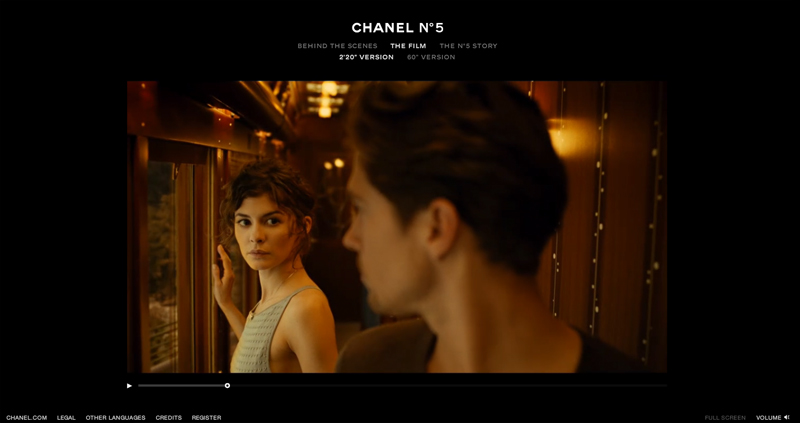 CHANEL N°5
BEHIND THE SCENES THE FILM THE N°5 STORY
2'20" VERSION 60" VERSION
CHANEL.COM LEGAL OTHER LANGUAGES CREDITS REGISTER FULL SCREEN VOLUME